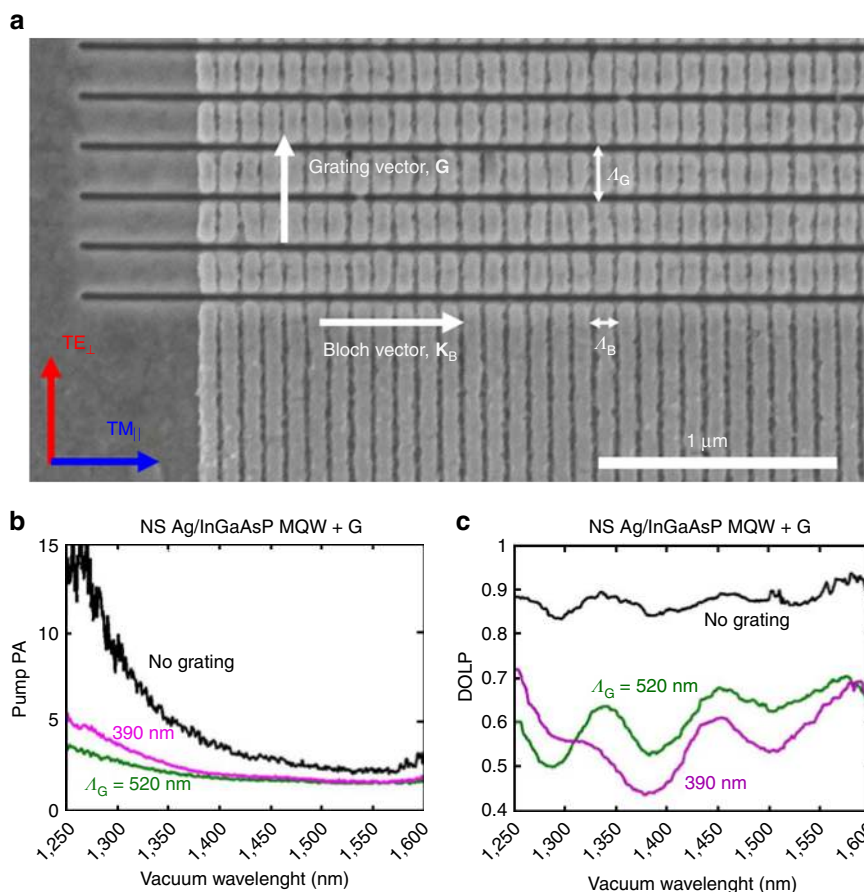 a
Grating vector, G
Λ_G
Bloch vector, K_B
Λ_B
TE⊥
TM||
1 μm
b
NS Ag/InGaAsP MQW + G
15
10
5
0
Pump PA
No grating
390 nm
Λ_G = 520 nm
1,250
1,300
1,350
1,400
1,450
1,500
1,550
1,600
Vacuum wavelenght (nm)
c
NS Ag/InGaAsP MQW + G
1
0.9
0.8
0.7
0.6
0.5
0.4
DOLP
No grating
Λ_G = 520 nm
390 nm
1,250
1,300
1,350
1,400
1,450
1,500
1,550
1,600
Vacuum wavelenght (nm)